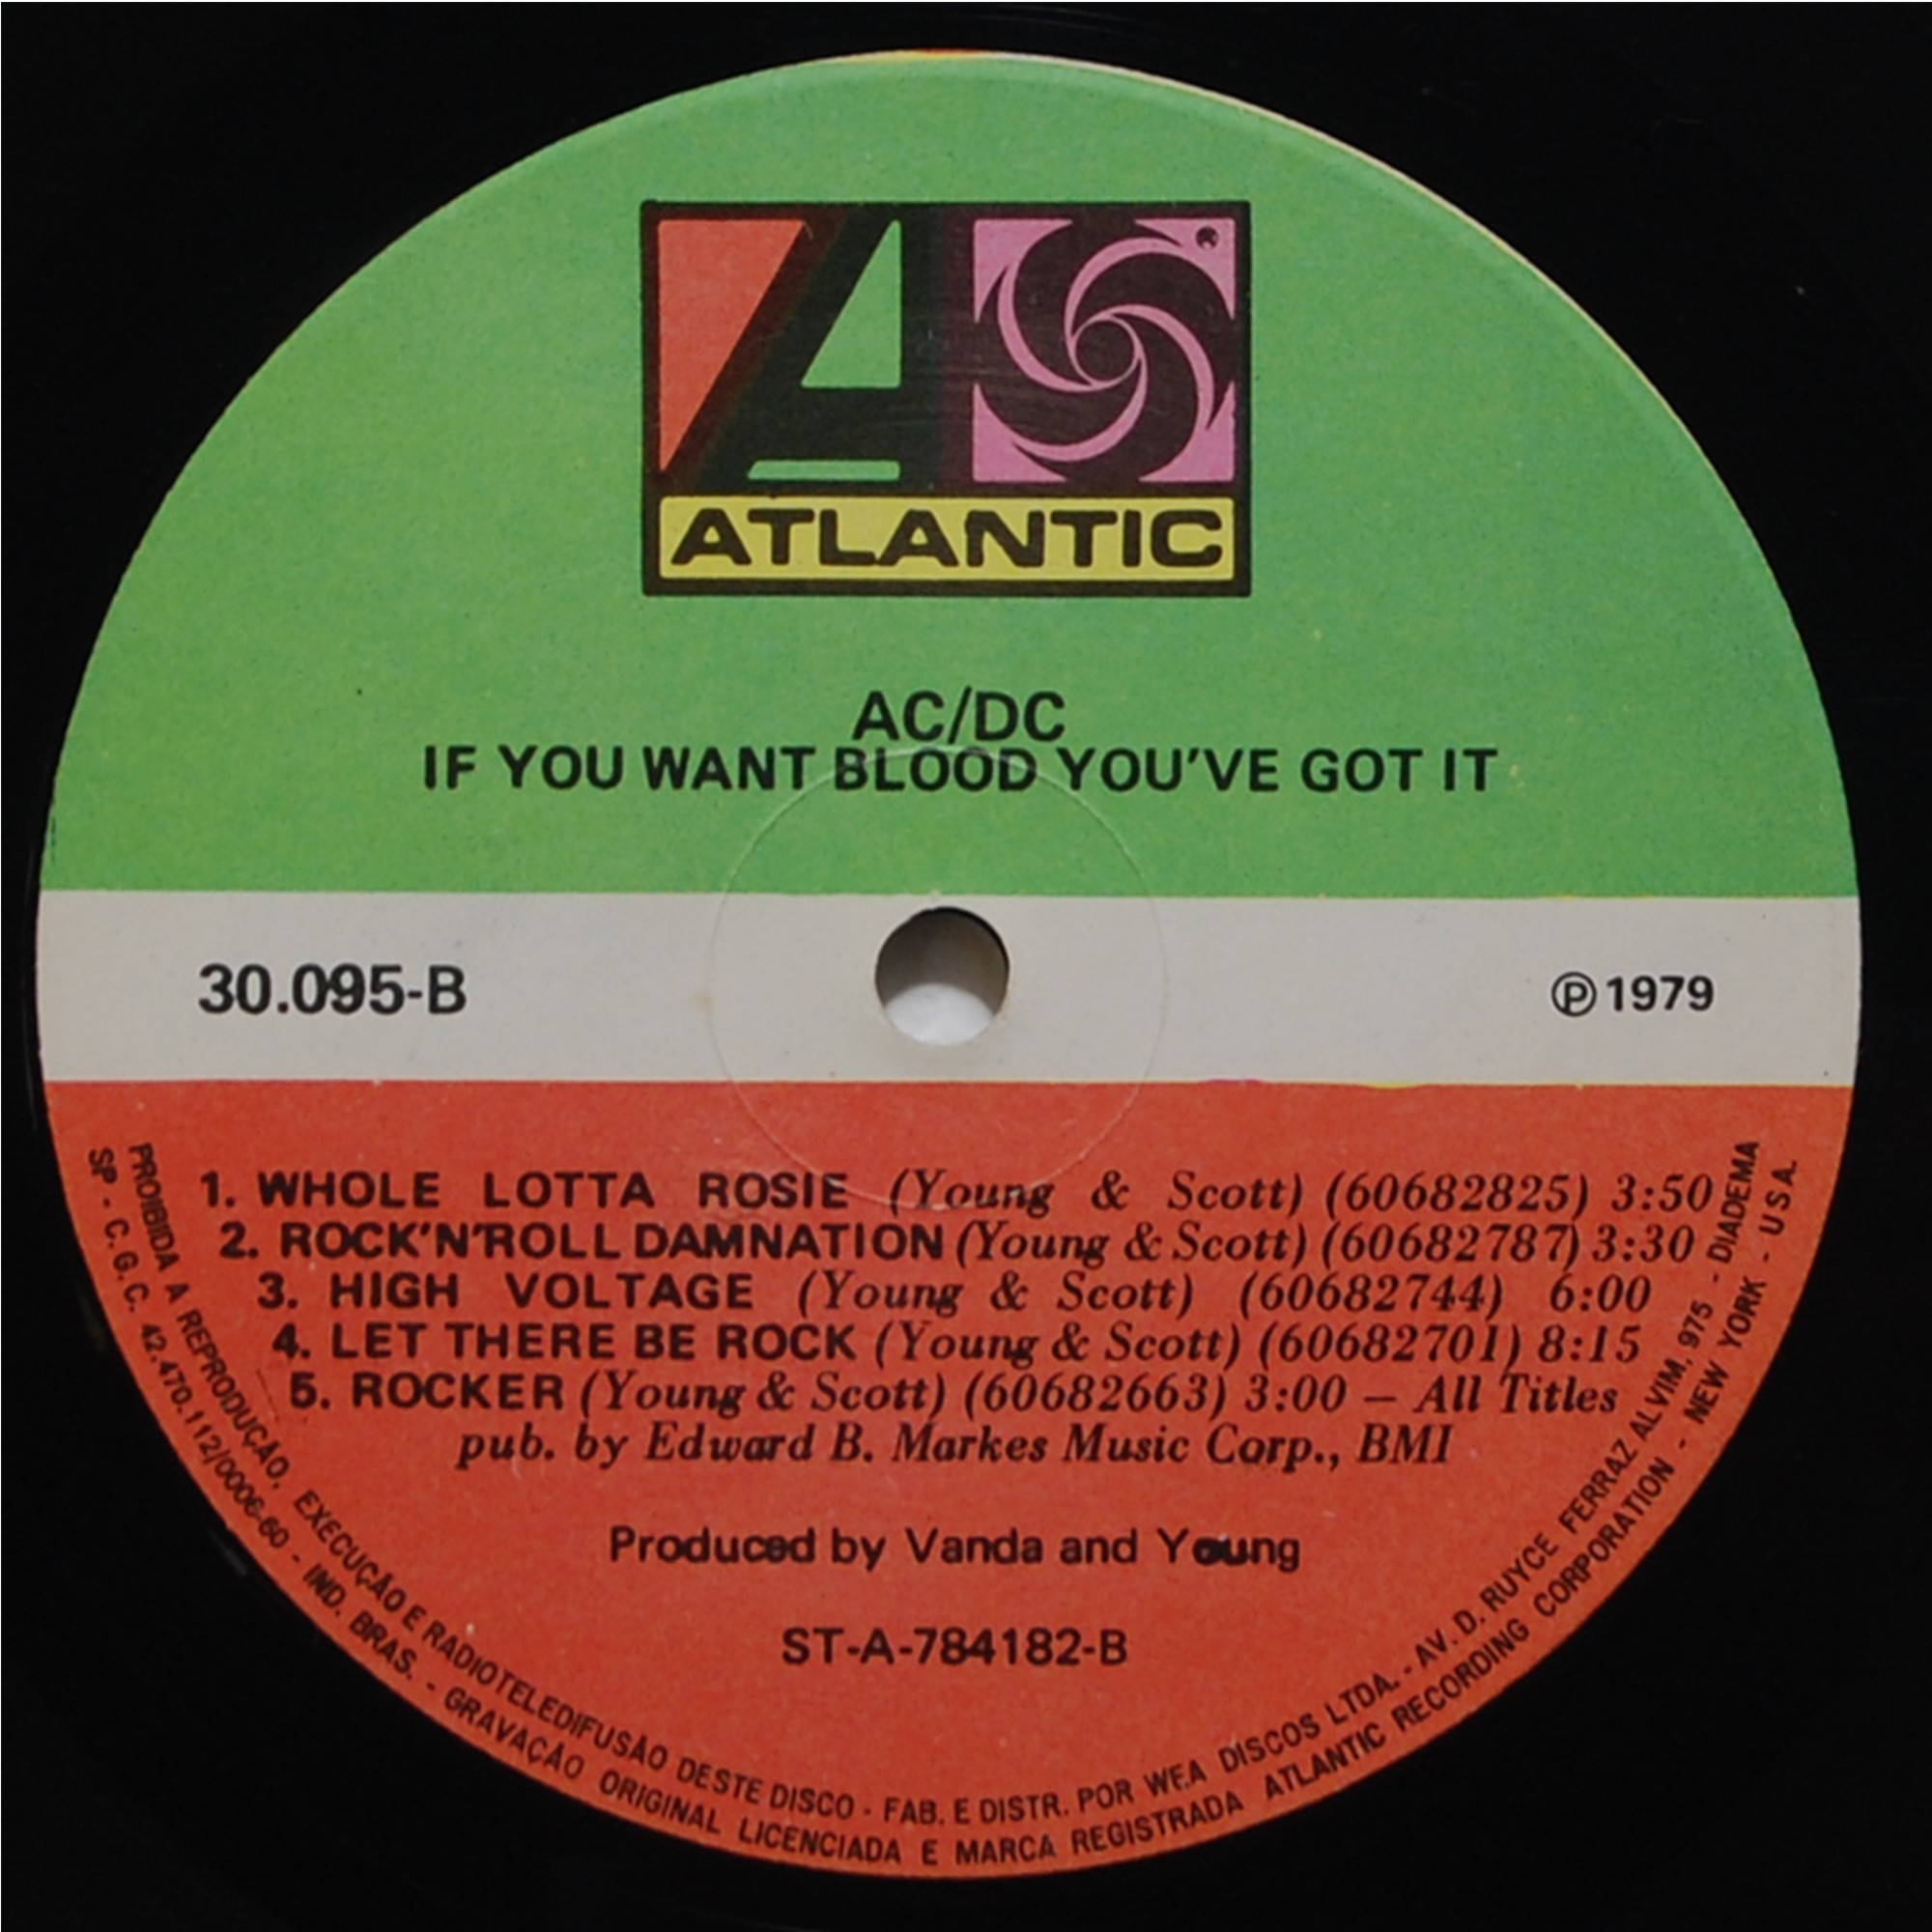 ATLANTIC
AC/DC
IF YOU WANT BLOOD YOU'VE GOT IT
30.095-B
℗ 1979
1. WHOLE LOTTA ROSIE (Young & Scott) (60682825) 3:50
2. ROCK'N'ROLL DAMNATION (Young & Scott) (60682787) 3:30
3. HIGH VOLTAGE (Young & Scott) (60682744) 6:00
4. LET THERE BE ROCK (Young & Scott) (60682701) 8:15
5. ROCKER (Young & Scott) (60682663) 3:00 – All Titles
pub. by Edward B. Markes Music Corp., BMI
Produced by Vanda and Young
ST-A-784182-B
PROIBIDA A REPRODUÇÃO, EXECUÇÃO E RADIOTELEDIFUSÃO DESTE DISCO - FAB. E DISTR. POR WEA DISCOS LTDA. - AV. D. RUYCE FERRAZ ALVIM, 975 - DIADEMA
SP - C.G.C. 42.470.112/0006-60 - IND. BRAS. - GRAVAÇÃO ORIGINAL LICENCIADA E MARCA REGISTRADA ATLANTIC RECORDING CORPORATION - NEW YORK - U S A.